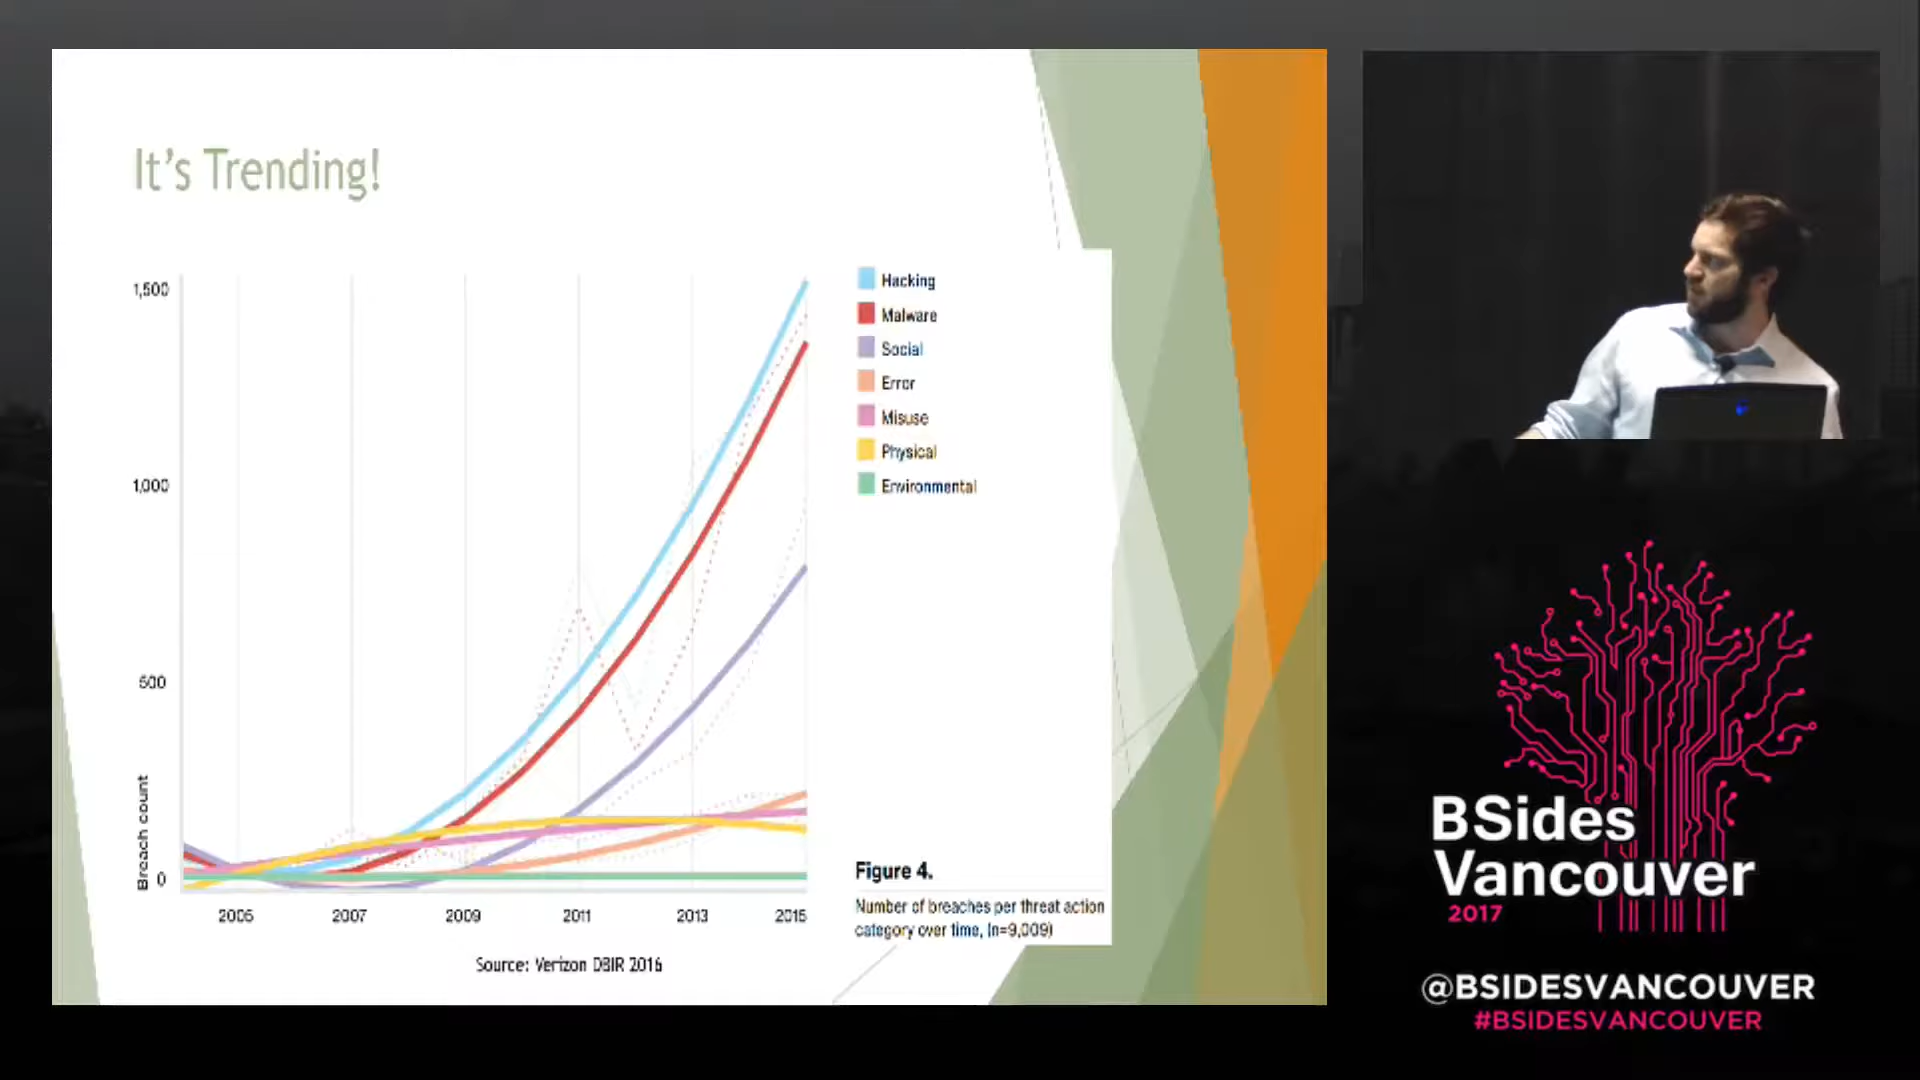 It's Trending!
1,500
1,000
500
0
Breach count
2005
2007
2009
2011
2013
2015
Hacking
Malware
Social
Error
Misuse
Physical
Environmental
Figure 4.
Number of breaches per threat action
category over time, (n=9,009)
Source: Verizon DBIR 2016
BSides
Vancouver
2017
@BSIDESVANCOUVER
#BSIDESVANCOUVER